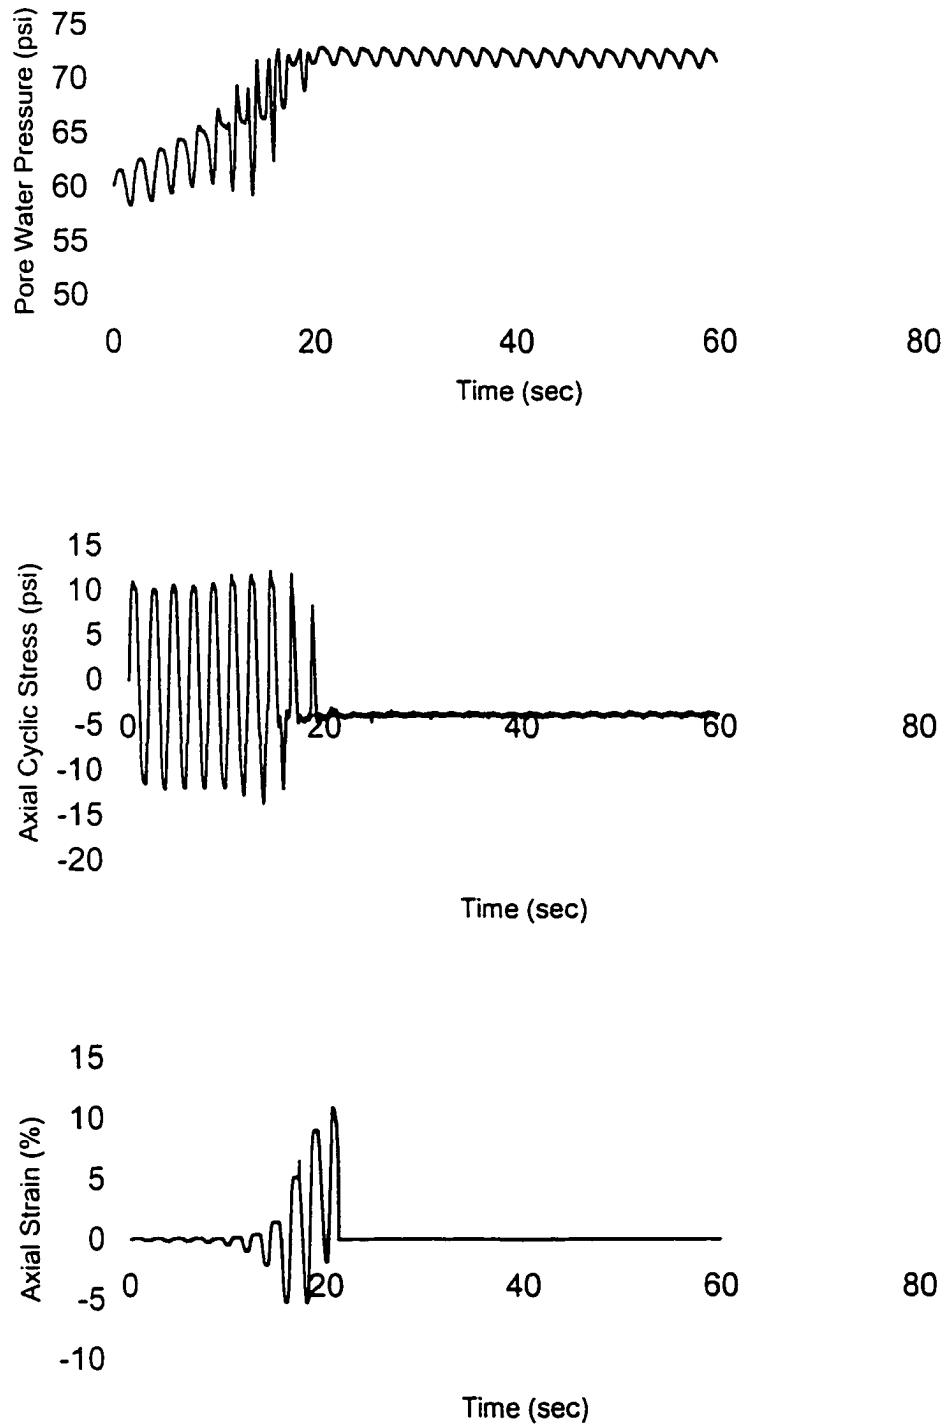 Pore Water Pressure (psi)
75
70
65
60
55
50
0 20 40 60 80
Time (sec)
Axial Cyclic Stress (psi)
15
10
5
0
-5
-10
-15
-20
0 20 40 60 80
Time (sec)
Axial Strain (%)
15
10
5
0
-5
-10
0 20 40 60 80
Time (sec)